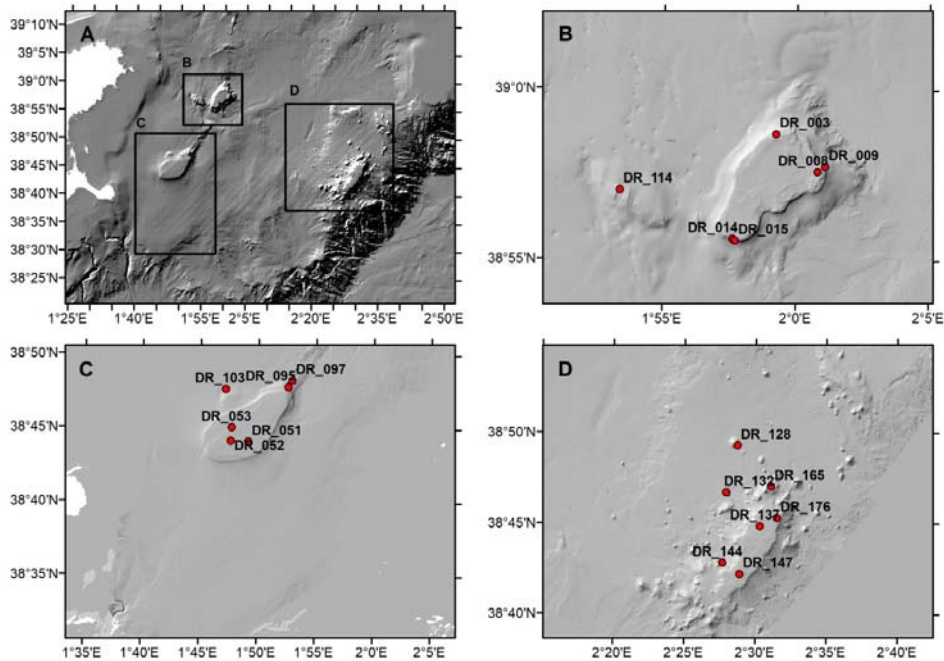 39°10'N
39°5'N
39°0'N
38°55'N
38°50'N
38°45'N
38°40'N
38°35'N
38°30'N
38°25'N
A
B
C
D
1°25'E 1°40'E 1°55'E 2°5'E 2°20'E 2°35'E 2°50'E
B
39°0'N
38°55'N
DR_003
DR_008 DR_009
DR_114
DR_014 DR_015
1°55'E 2°0'E 2°5'E
C
38°50'N
38°45'N
38°40'N
38°35'N
DR_103 DR_095 DR_097
DR_053
DR_051
DR_052
1°35'E 1°40'E 1°45'E 1°50'E 1°55'E 2°0'E
D
38°50'N
38°45'N
38°40'N
DR_128
DR_165
DR_132
DR_176
DR_137
DR_144
DR_147
2°20'E 2°25'E 2°30'E 2°35'E 2°40'E